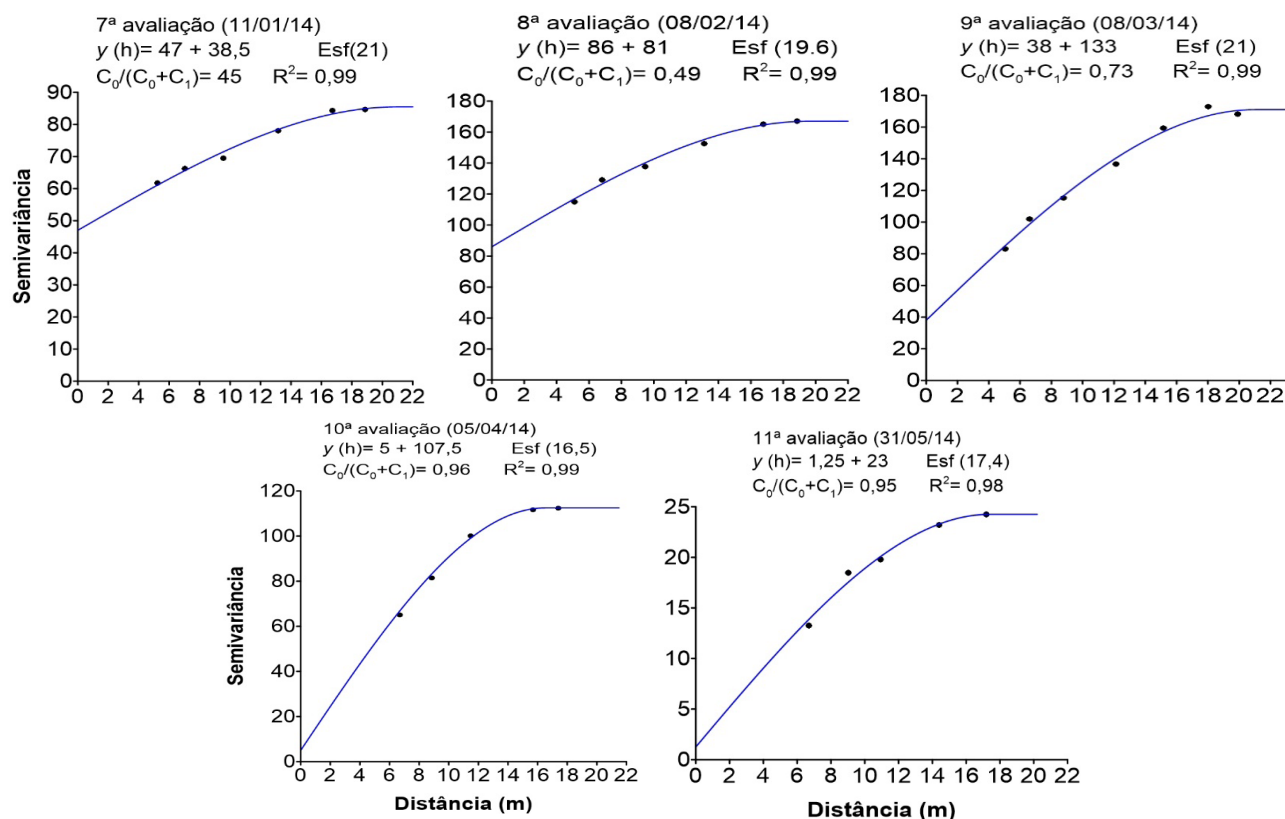 7ª avaliação (11/01/14)
y (h)= 47 + 38,5 Esf(21)
C₀/(C₀+C₁)= 45 R²= 0,99
90
80
70
60
50
40
30
20
10
0
0 2 4 6 8 10 12 14 16 18 20 22
Semivariância
8ª avaliação (08/02/14)
y (h)= 86 + 81 Esf (19.6)
C₀/(C₀+C₁)= 0,49 R²= 0,99
180
160
140
120
100
80
60
40
20
0
0 2 4 6 8 10 12 14 16 18 20 22
9ª avaliação (08/03/14)
y (h)= 38 + 133 Esf (21)
C₀/(C₀+C₁)= 0,73 R²= 0,99
180
160
140
120
100
80
60
40
20
0
0 2 4 6 8 10 12 14 16 18 20 22
10ª avaliação (05/04/14)
y (h)= 5 + 107,5 Esf (16,5)
C₀/(C₀+C₁)= 0,96 R²= 0,99
120
100
80
60
40
20
0
0 2 4 6 8 10 12 14 16 18 20 22
Semivariância
Distância (m)
11ª avaliação (31/05/14)
y (h)= 1,25 + 23 Esf (17,4)
C₀/(C₀+C₁)= 0,95 R²= 0,98
25
20
15
10
5
0
0 2 4 6 8 10 12 14 16 18 20 22
Distância (m)